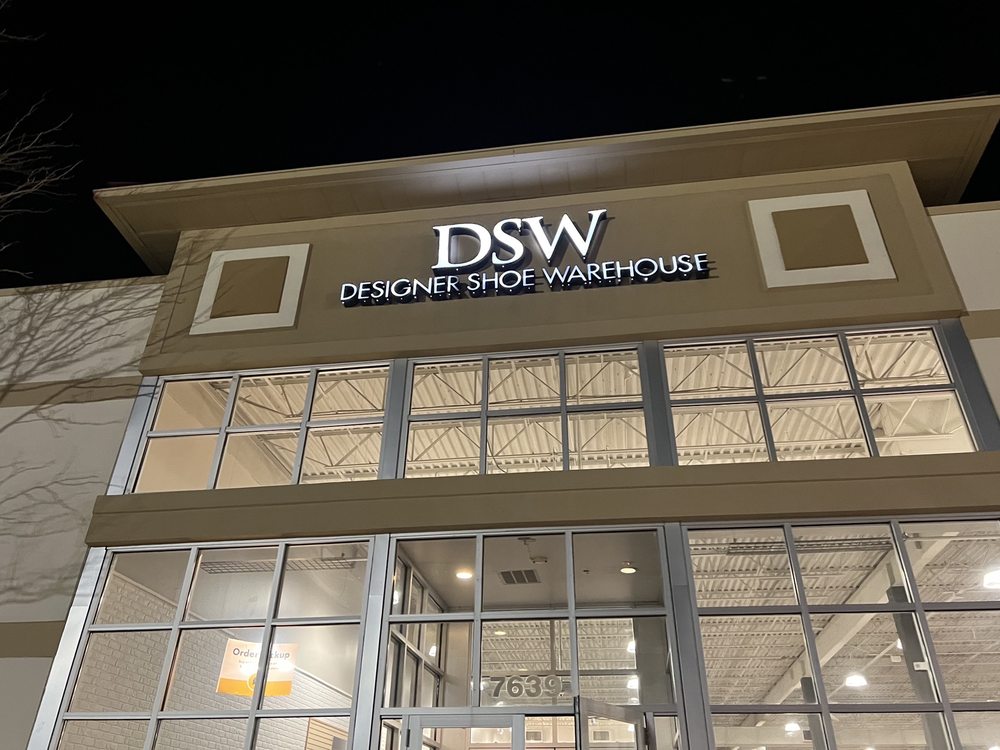 DSW
DESIGNER SHOE WAREHOUSE
Order Pickup
7639